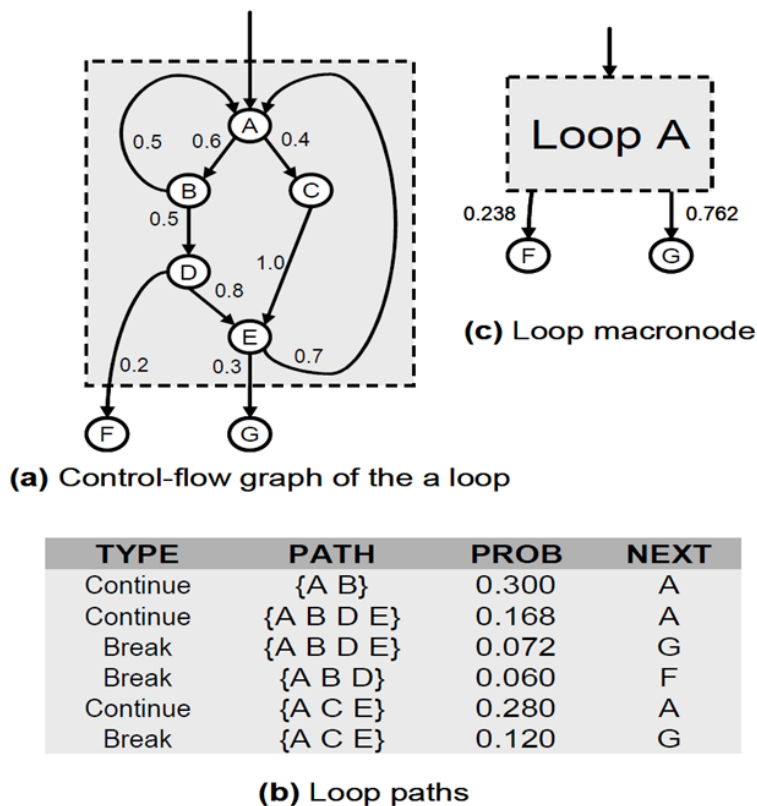 A
0.5
0.6
0.4
B
C
0.5
D
1.0
0.8
E
0.2
0.3
0.7
F
G
(a) Control-flow graph of the a loop
Loop A
0.238
0.762
F
G
(c) Loop macronode
TYPE PATH PROB NEXT
Continue {A B} 0.300 A
Continue {A B D E} 0.168 A
Break {A B D E} 0.072 G
Break {A B D} 0.060 F
Continue {A C E} 0.280 A
Break {A C E} 0.120 G
(b) Loop paths